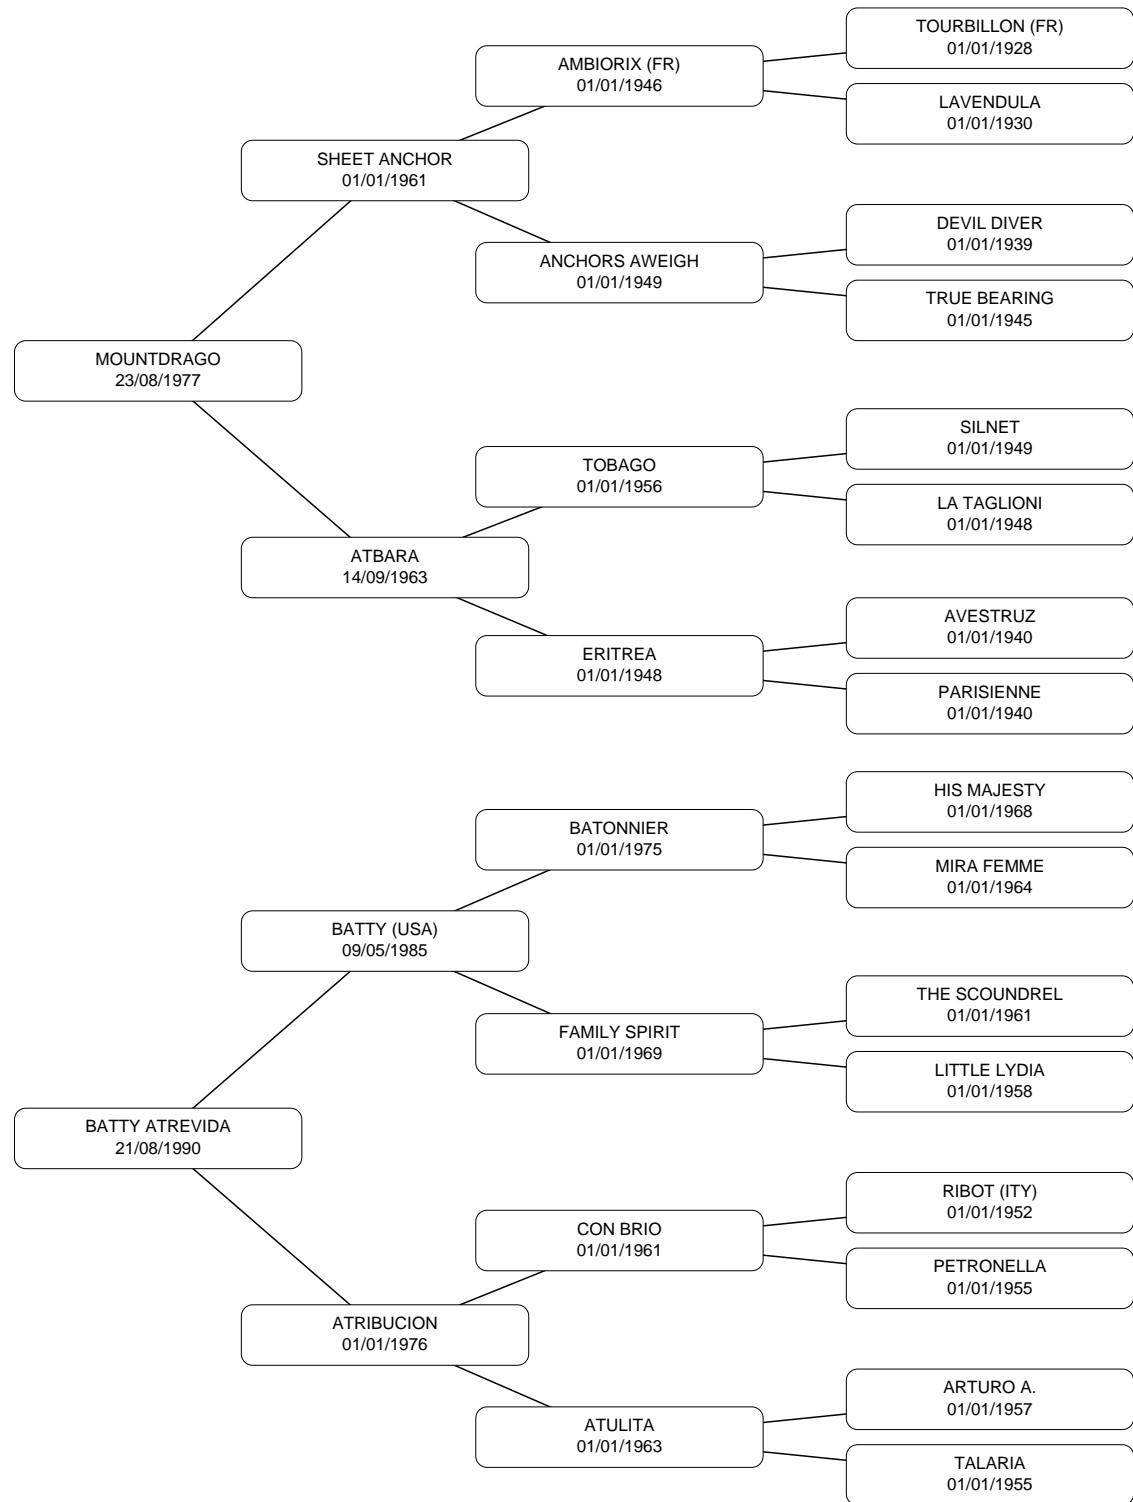 TOURBILLON (FR)
01/01/1928
AMBIORIX (FR)
01/01/1946
LAVENDULA
01/01/1930
SHEET ANCHOR
01/01/1961
DEVIL DIVER
01/01/1939
ANCHORS AWEIGH
01/01/1949
TRUE BEARING
01/01/1945
MOUNTDRAGO
23/08/1977
SILNET
01/01/1949
TOBAGO
01/01/1956
LA TAGLIONI
01/01/1948
ATBARA
14/09/1963
AVESTRUZ
01/01/1940
ERITREA
01/01/1948
PARISIENNE
01/01/1940
HIS MAJESTY
01/01/1968
BATONNIER
01/01/1975
MIRA FEMME
01/01/1964
BATTY (USA)
09/05/1985
THE SCOUNDREL
01/01/1961
FAMILY SPIRIT
01/01/1969
LITTLE LYDIA
01/01/1958
BATTY ATREVIDA
21/08/1990
RIBOT (ITY)
01/01/1952
CON BRIO
01/01/1961
PETRONELLA
01/01/1955
ATRIBUCION
01/01/1976
ARTURO A.
01/01/1957
ATULITA
01/01/1963
TALARIA
01/01/1955